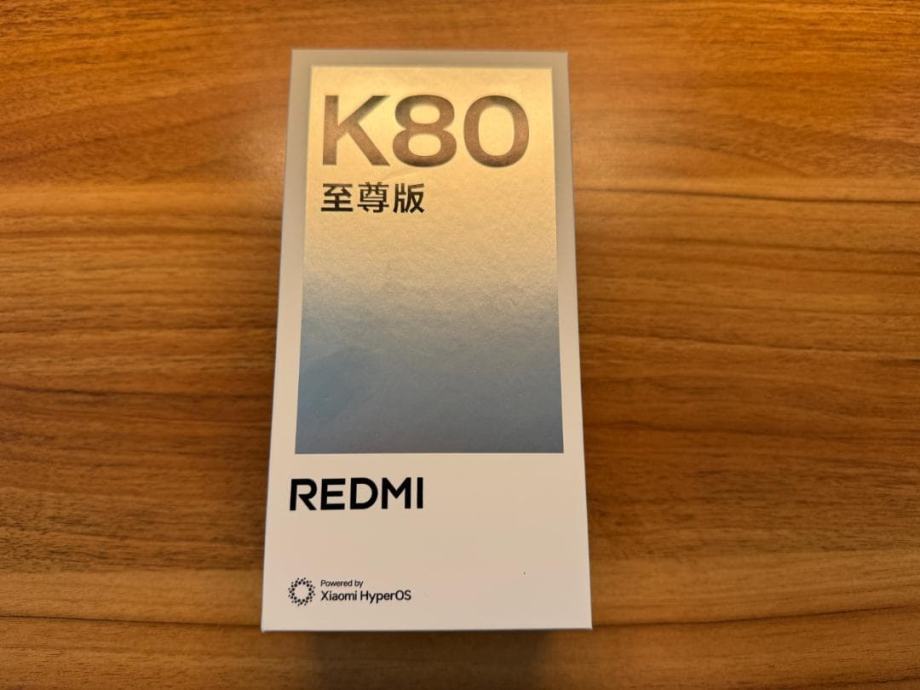 K80
至尊版
REDMI
Powered by
Xiaomi HyperOS